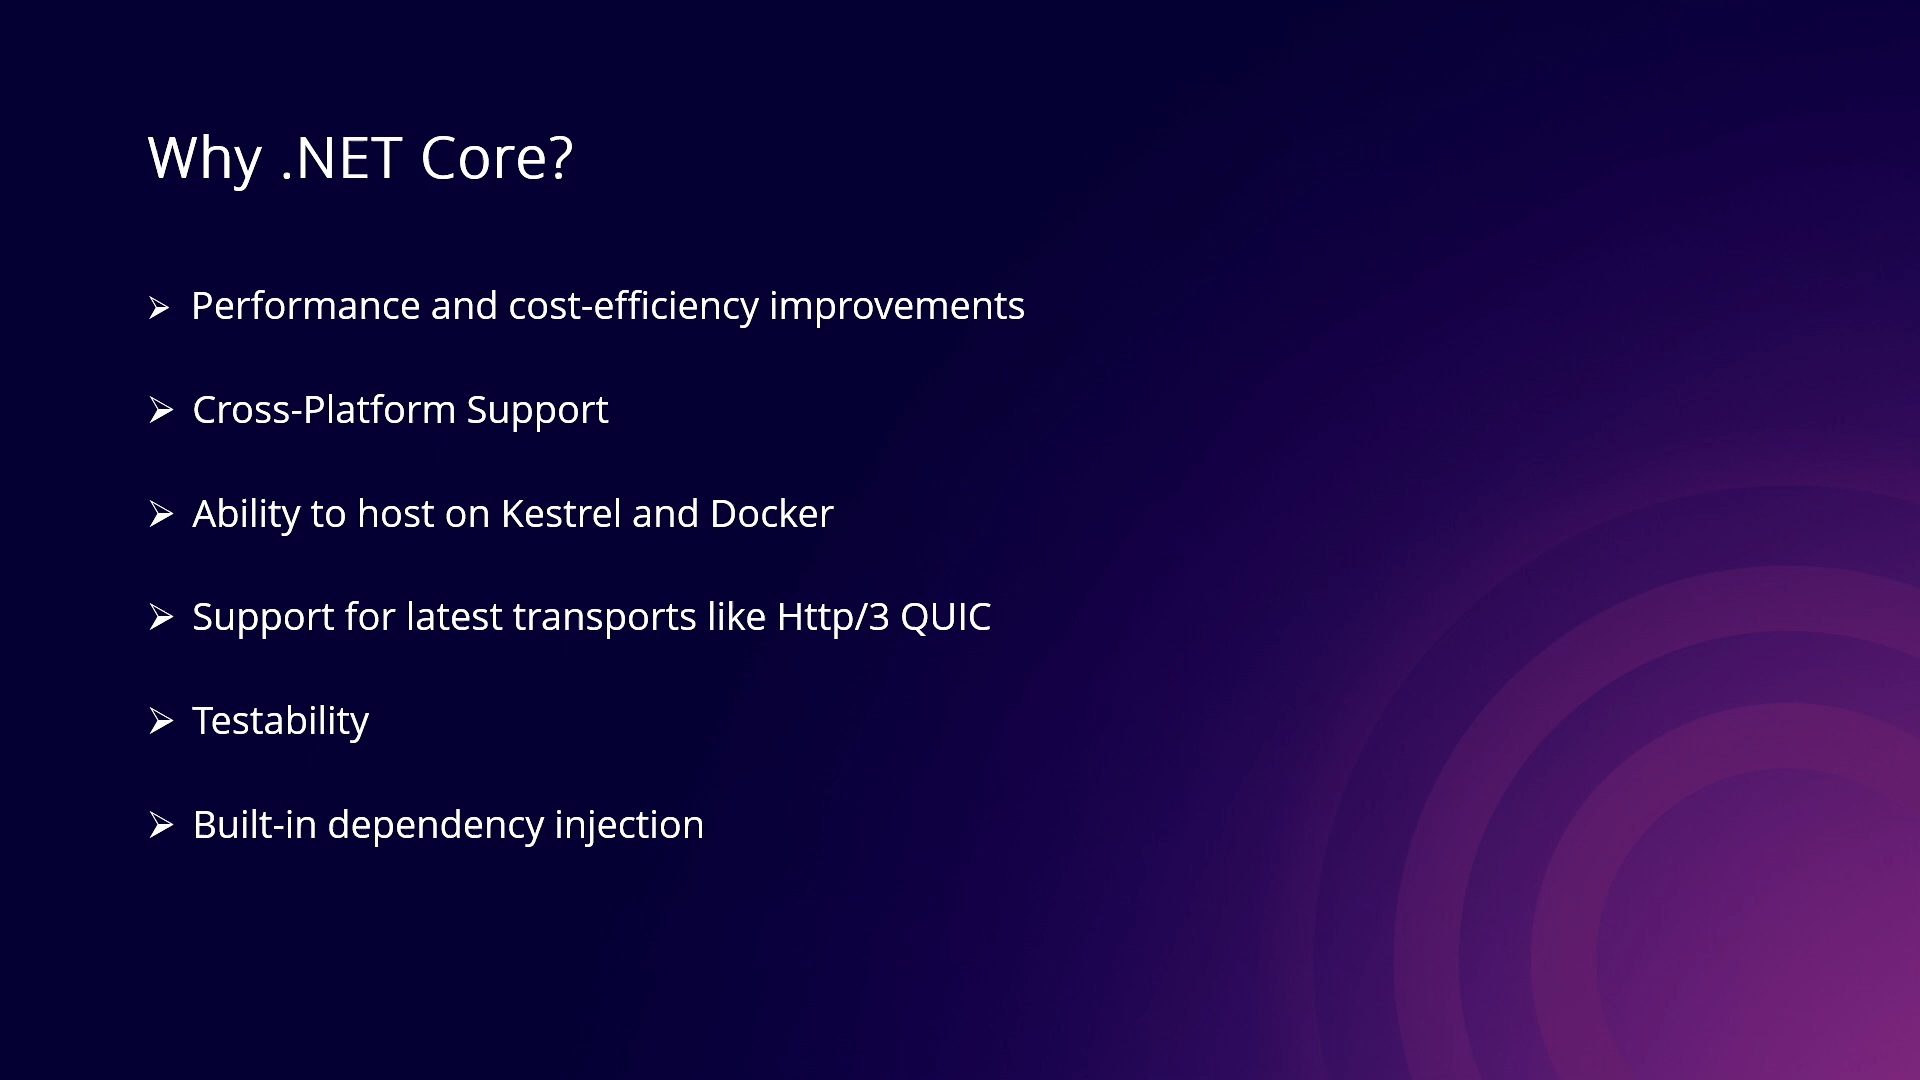 Why .NET Core?
➢ Performance and cost-efficiency improvements
➢ Cross-Platform Support
➢ Ability to host on Kestrel and Docker
➢ Support for latest transports like Http/3 QUIC
➢ Testability
➢ Built-in dependency injection